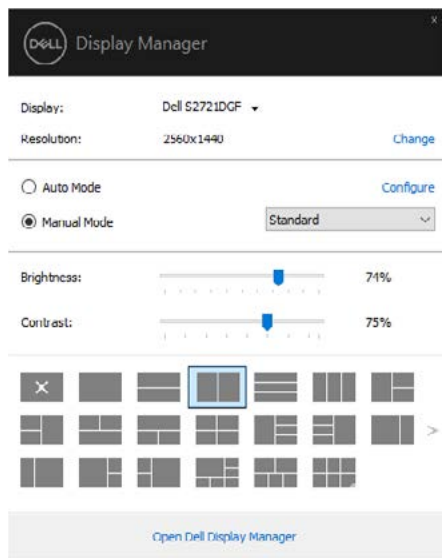 DELL Display Manager
Display: Dell S2721DGF
Resolution: 2560x1440 Change
Auto Mode Configure
Manual Mode Standard
Brightness: 74%
Contrast: 75%
Open Dell Display Manager